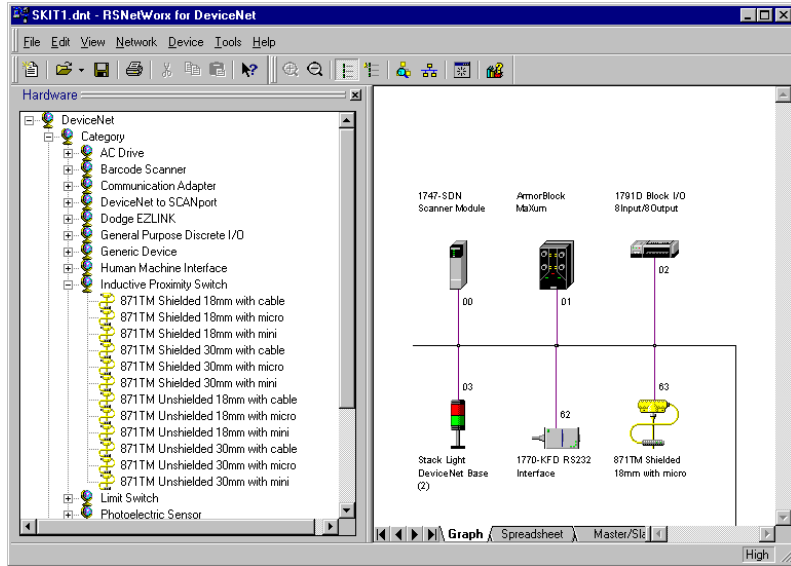 SKIT1.dnt - RSNetWorx for DeviceNet
File Edit View Network Device Tools Help
Hardware
DeviceNet
Category
AC Drive
Barcode Scanner
Communication Adapter
DeviceNet to SCANport
Dodge EZLINK
General Purpose Discrete I/O
Generic Device
Human Machine Interface
Inductive Proximity Switch
871TM Shielded 18mm with cable
871TM Shielded 18mm with micro
871TM Shielded 18mm with mini
871TM Shielded 30mm with cable
871TM Shielded 30mm with micro
871TM Shielded 30mm with mini
871TM Unshielded 18mm with cable
871TM Unshielded 18mm with micro
871TM Unshielded 18mm with mini
871TM Unshielded 30mm with cable
871TM Unshielded 30mm with micro
871TM Unshielded 30mm with mini
Limit Switch
Photoelectric Sensor
1747-SDN
Scanner Module
00
ArmorBlock
MaXum
01
1791D Block I/O
8Input/8Output
02
03
Stack Light
DeviceNet Base
(2)
62
1770-KFD RS232
Interface
63
871TM Shielded
18mm with micro
Graph Spreadsheet Master/Sla
High